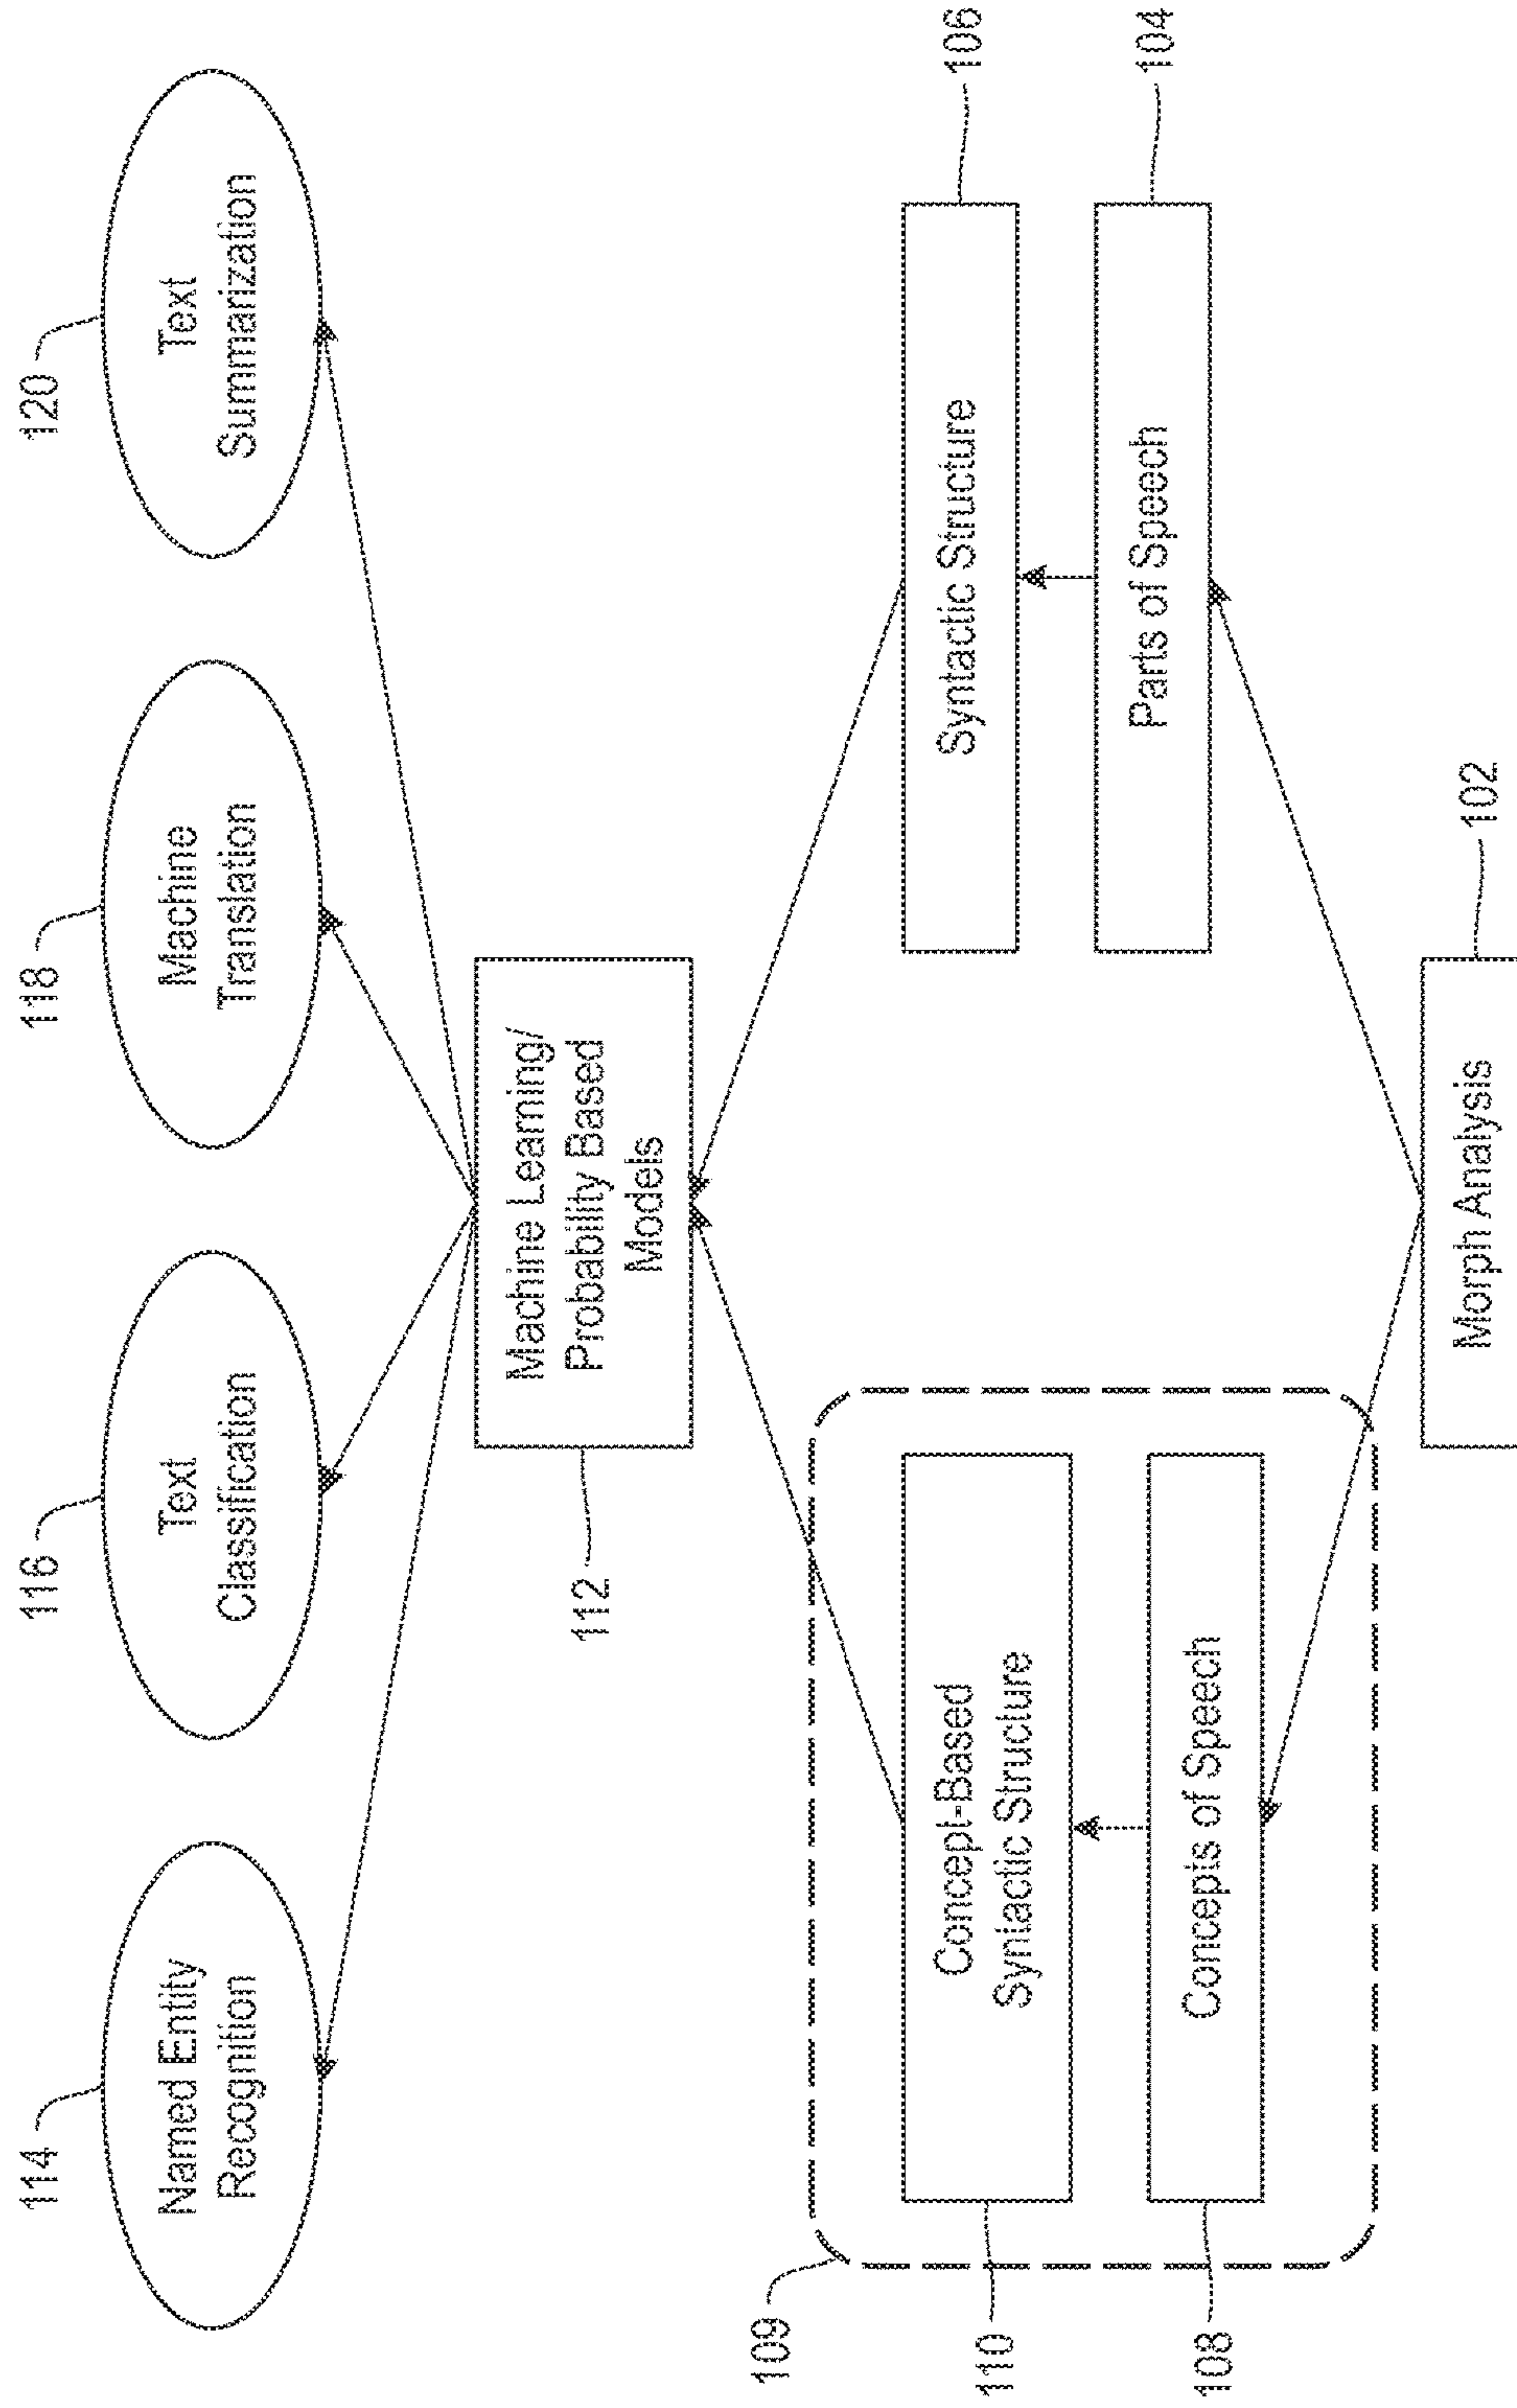 114
Named Entity
Recognition
116
Text
Classification
118
Machine
Translation
120
Text
Summarization
112
Machine Learning/
Probability Based
Models
109
110
Concept-Based
Syntactic Structure
108
Concepts of Speech
Syntactic Structure
106
Parts of Speech
104
Morph Analysis
102